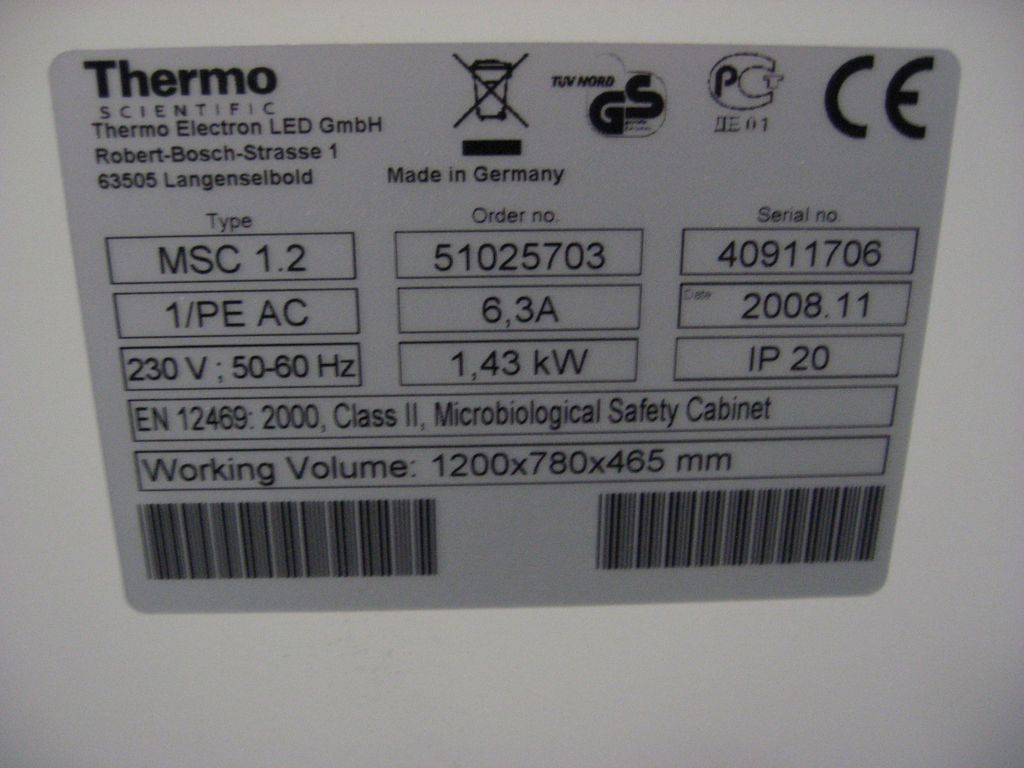 Thermo
SCIENTIFIC
Thermo Electron LED GmbH
Robert-Bosch-Strasse 1
63505 Langenselbold
Made in Germany
TÜV NORD
GS
РСТ
CE
Type
Order no.
Serial no.
MSC 1.2
51025703
40911706
1/PE AC
6,3A
Date 2008.11
230 V ; 50-60 Hz
1,43 kW
IP 20
EN 12469: 2000, Class II, Microbiological Safety Cabinet
Working Volume: 1200x780x465 mm